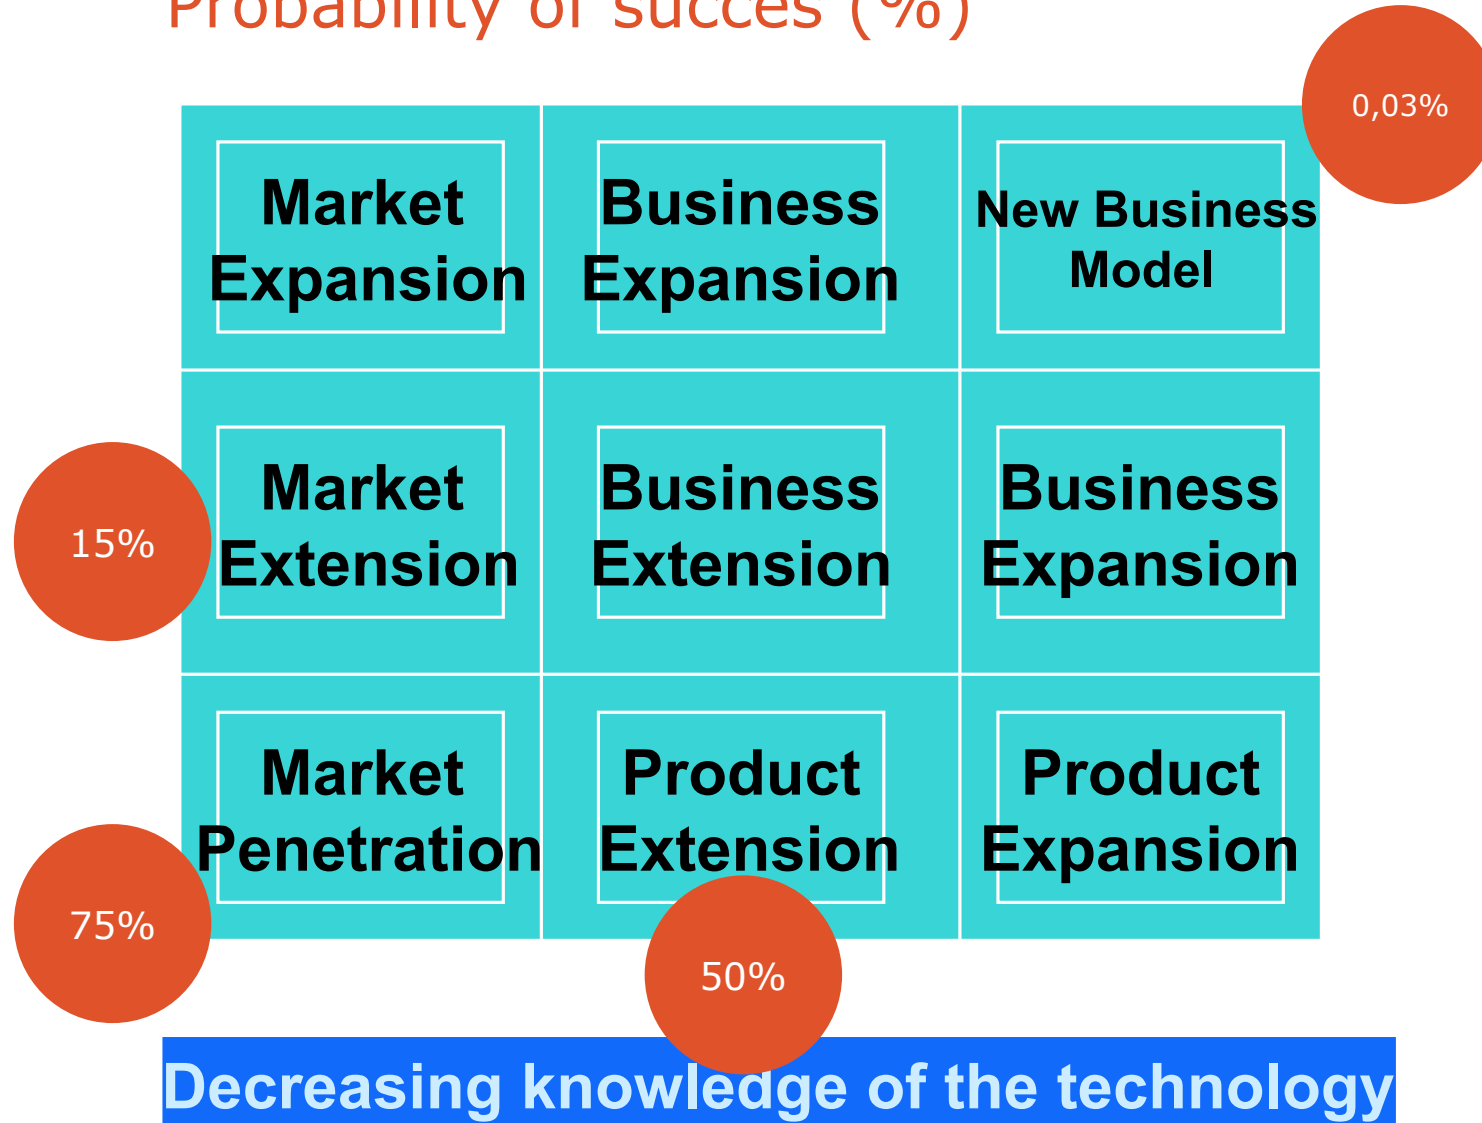 Probability of succes (%)
0,03%
Market
Expansion
Business
Expansion
New Business
Model
15%
Market
Extension
Business
Extension
Business
Expansion
75%
Market
Penetration
Product
Extension
Product
Expansion
50%
Decreasing knowledge of the technology